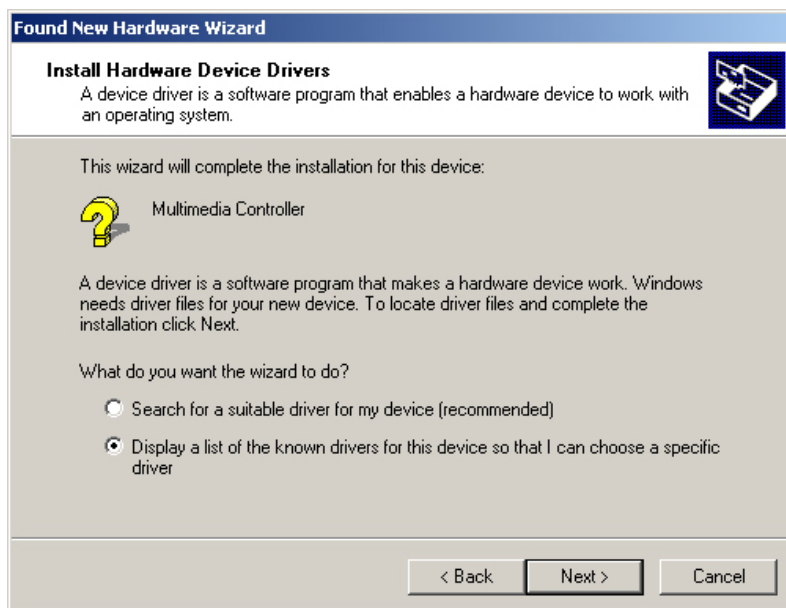 Found New Hardware Wizard
Install Hardware Device Drivers
A device driver is a software program that enables a hardware device to work with
an operating system.
This wizard will complete the installation for this device:
Multimedia Controller
A device driver is a software program that makes a hardware device work. Windows
needs driver files for your new device. To locate driver files and complete the
installation click Next.
What do you want the wizard to do?
Search for a suitable driver for my device (recommended)
Display a list of the known drivers for this device so that I can choose a specific
driver
< Back
Next >
Cancel